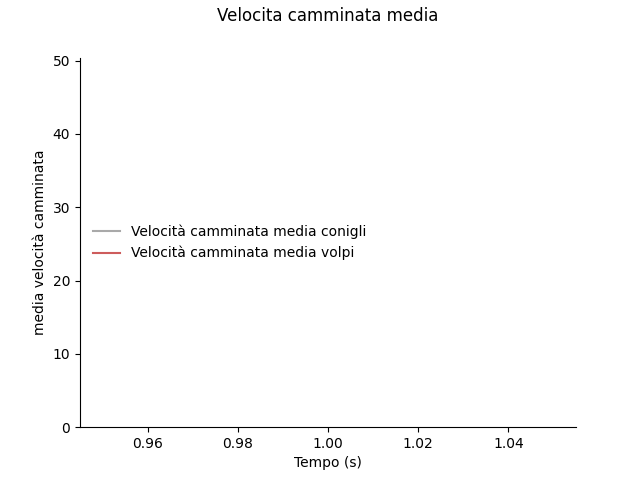 Velocita camminata media
50
40
30
20
10
0
media velocità camminata
Velocità camminata media conigli
Velocità camminata media volpi
0.96 0.98 1.00 1.02 1.04
Tempo (s)